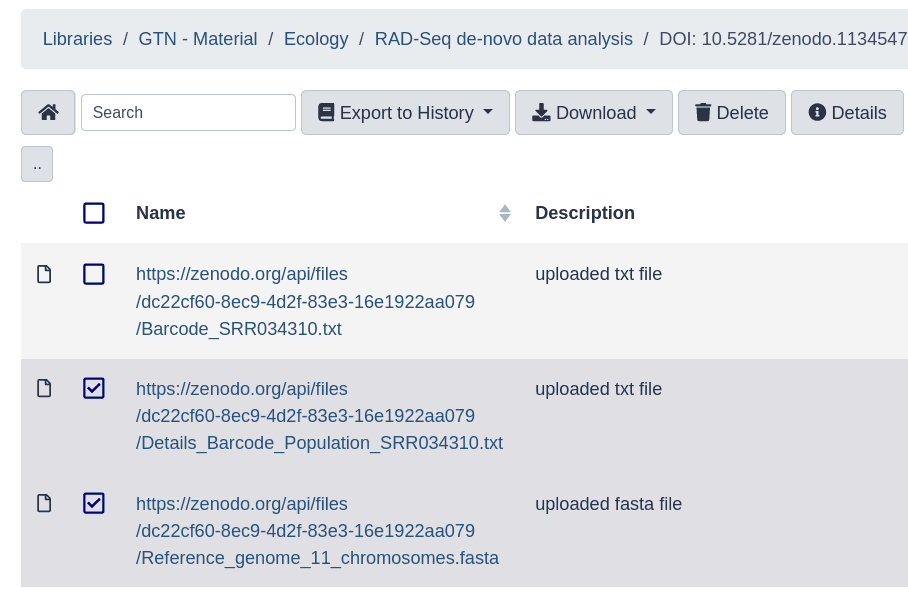 Libraries / GTN - Material / Ecology / RAD-Seq de-novo data analysis / DOI: 10.5281/zenodo.1134547
Search Export to History Download Delete Details
..
Name Description
https://zenodo.org/api/files uploaded txt file
/dc22cf60-8ec9-4d2f-83e3-16e1922aa079
/Barcode_SRR034310.txt
https://zenodo.org/api/files uploaded txt file
/dc22cf60-8ec9-4d2f-83e3-16e1922aa079
/Details_Barcode_Population_SRR034310.txt
https://zenodo.org/api/files uploaded fasta file
/dc22cf60-8ec9-4d2f-83e3-16e1922aa079
/Reference_genome_11_chromosomes.fasta